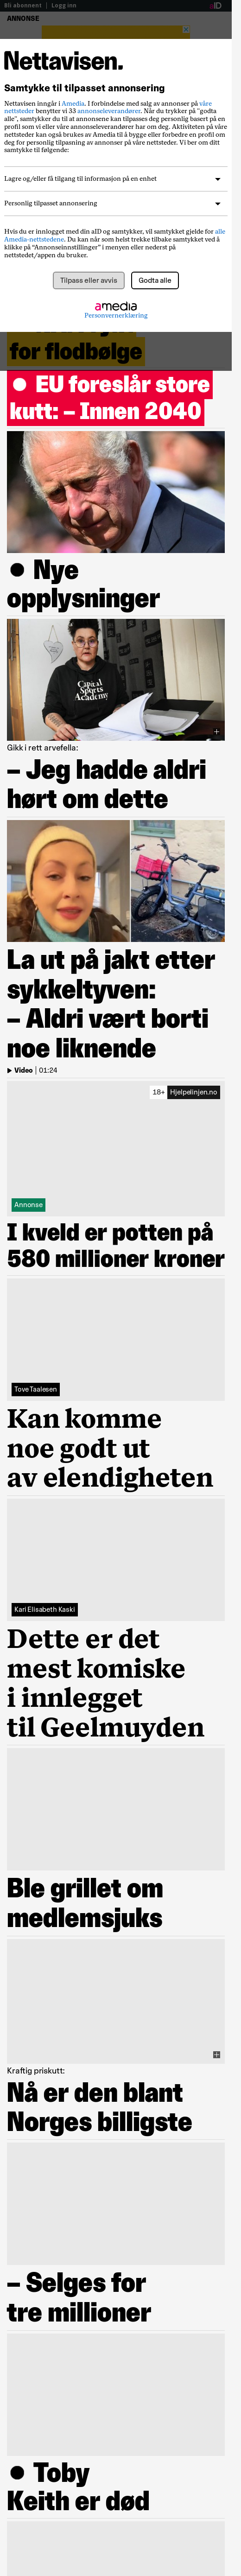 Bli abonnent | Logg inn
aID
ANNONSE
Nettavisen.
Samtykke til tilpasset annonsering
Nettavisen inngår i Amedia. I forbindelse med salg av annonser på våre
nettsteder benytter vi 33 annonseleverandører. Når du trykker på "godta
alle", samtykker du til at annonsene kan tilpasses deg personlig basert på en
profil som vi eller våre annonseleverandører har om deg. Aktiviteten på våre
nettsteder kan også brukes av Amedia til å bygge eller forbedre en profil om
deg for personlig tilpasning av annonser på våre nettsteder. Vi ber om ditt
samtykke til følgende:
Lagre og/eller få tilgang til informasjon på en enhet
Personlig tilpasset annonsering
Hvis du er innlogget med din aID og samtykker, vil samtykket gjelde for alle
Amedia-nettstedene. Du kan når som helst trekke tilbake samtykket ved å
klikke på "Annonseinnstillinger" i menyen eller nederst på
nettstedet/appen du bruker.
Tilpass eller avvis
Godta alle
amedia
Personvernerklæring
for flodbølge
EU foreslår store
kutt: – Innen 2040
Nye
opplysninger
Capital
Sports
Academy
Gikk i rett arvefella:
– Jeg hadde aldri
hørt om dette
La ut på jakt etter
sykkeltyven:
– Aldri vært borti
noe liknende
Video | 01:24
18+ Hjelpelinjen.no
Annonse
I kveld er potten på
580 millioner kroner
Tove Taalesen
Kan komme
noe godt ut
av elendigheten
Kari Elisabeth Kaski
Dette er det
mest komiske
i innlegget
til Geelmuyden
Ble grillet om
medlemsjuks
Kraftig priskutt:
Nå er den blant
Norges billigste
– Selges for
tre millioner
Toby
Keith er død